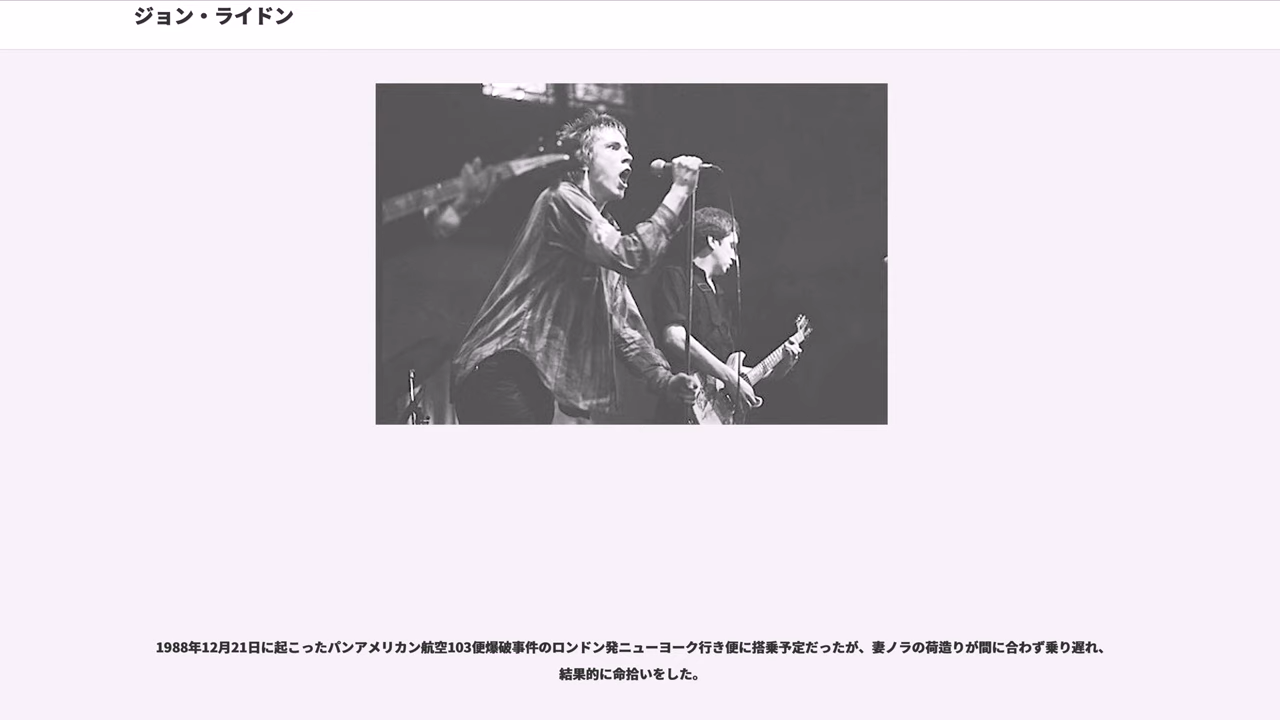 ジョン・ライドン
1988年12月21日に起こったパンアメリカン航空103便爆破事件のロンドン発ニューヨーク行き便に搭乗予定だったが、妻ノラの荷造りが間に合わず乗り遅れ、
結果的に命拾いをした。